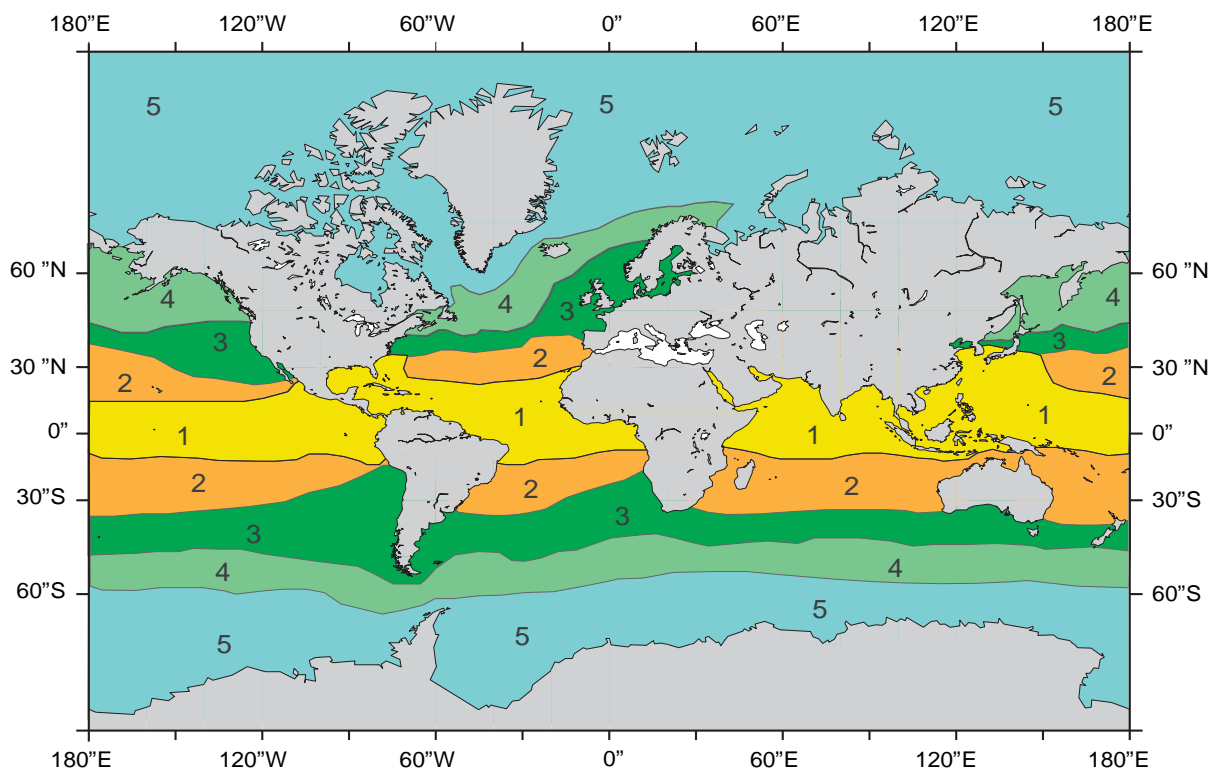 180”E 120”W 60”W 0” 60”E 120”E 180”E
5 5 5
60 ”N 60 ”N
4 4 4
3
3 3
2
30 ”N 30 ”N
2 2
1 1
1 1
0” 0”
2 2 2
30”S 30”S
3 3
4 4
60”S 60”S
5
5 5
180”E 120”W 60”W 0” 60”E 120”E 180”E